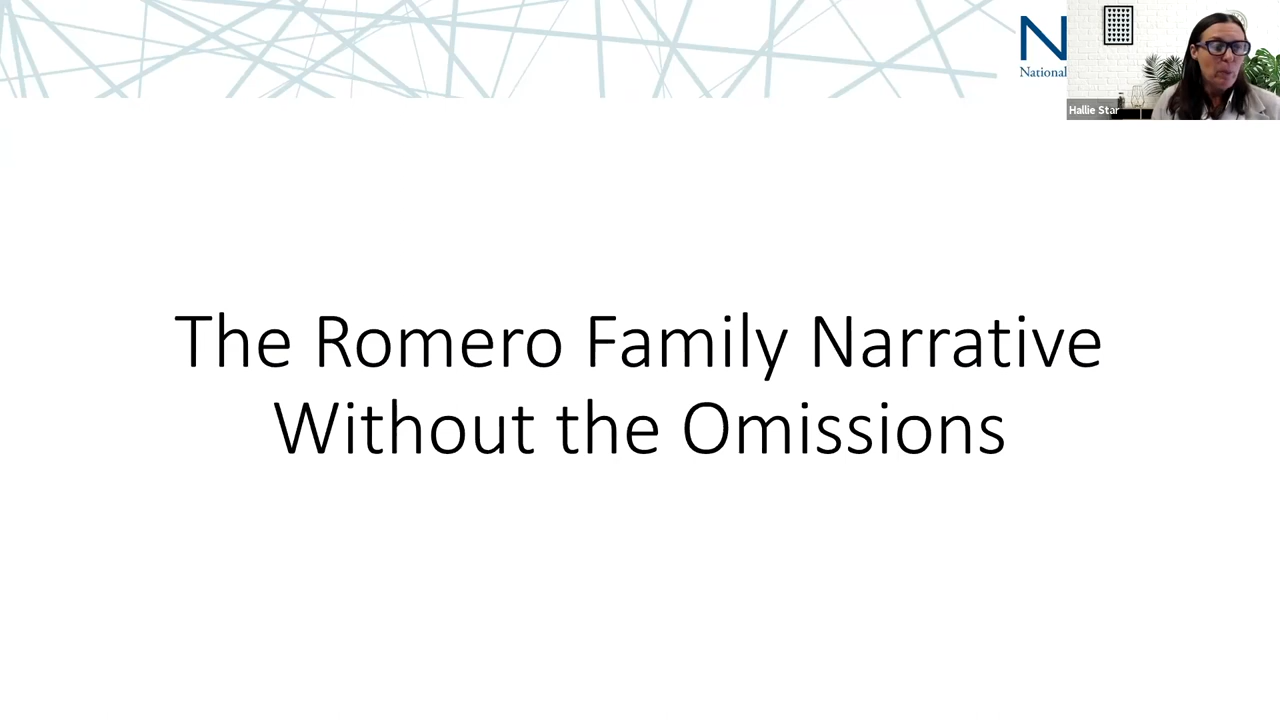 N
National
Hallie Star
The Romero Family Narrative
Without the Omissions